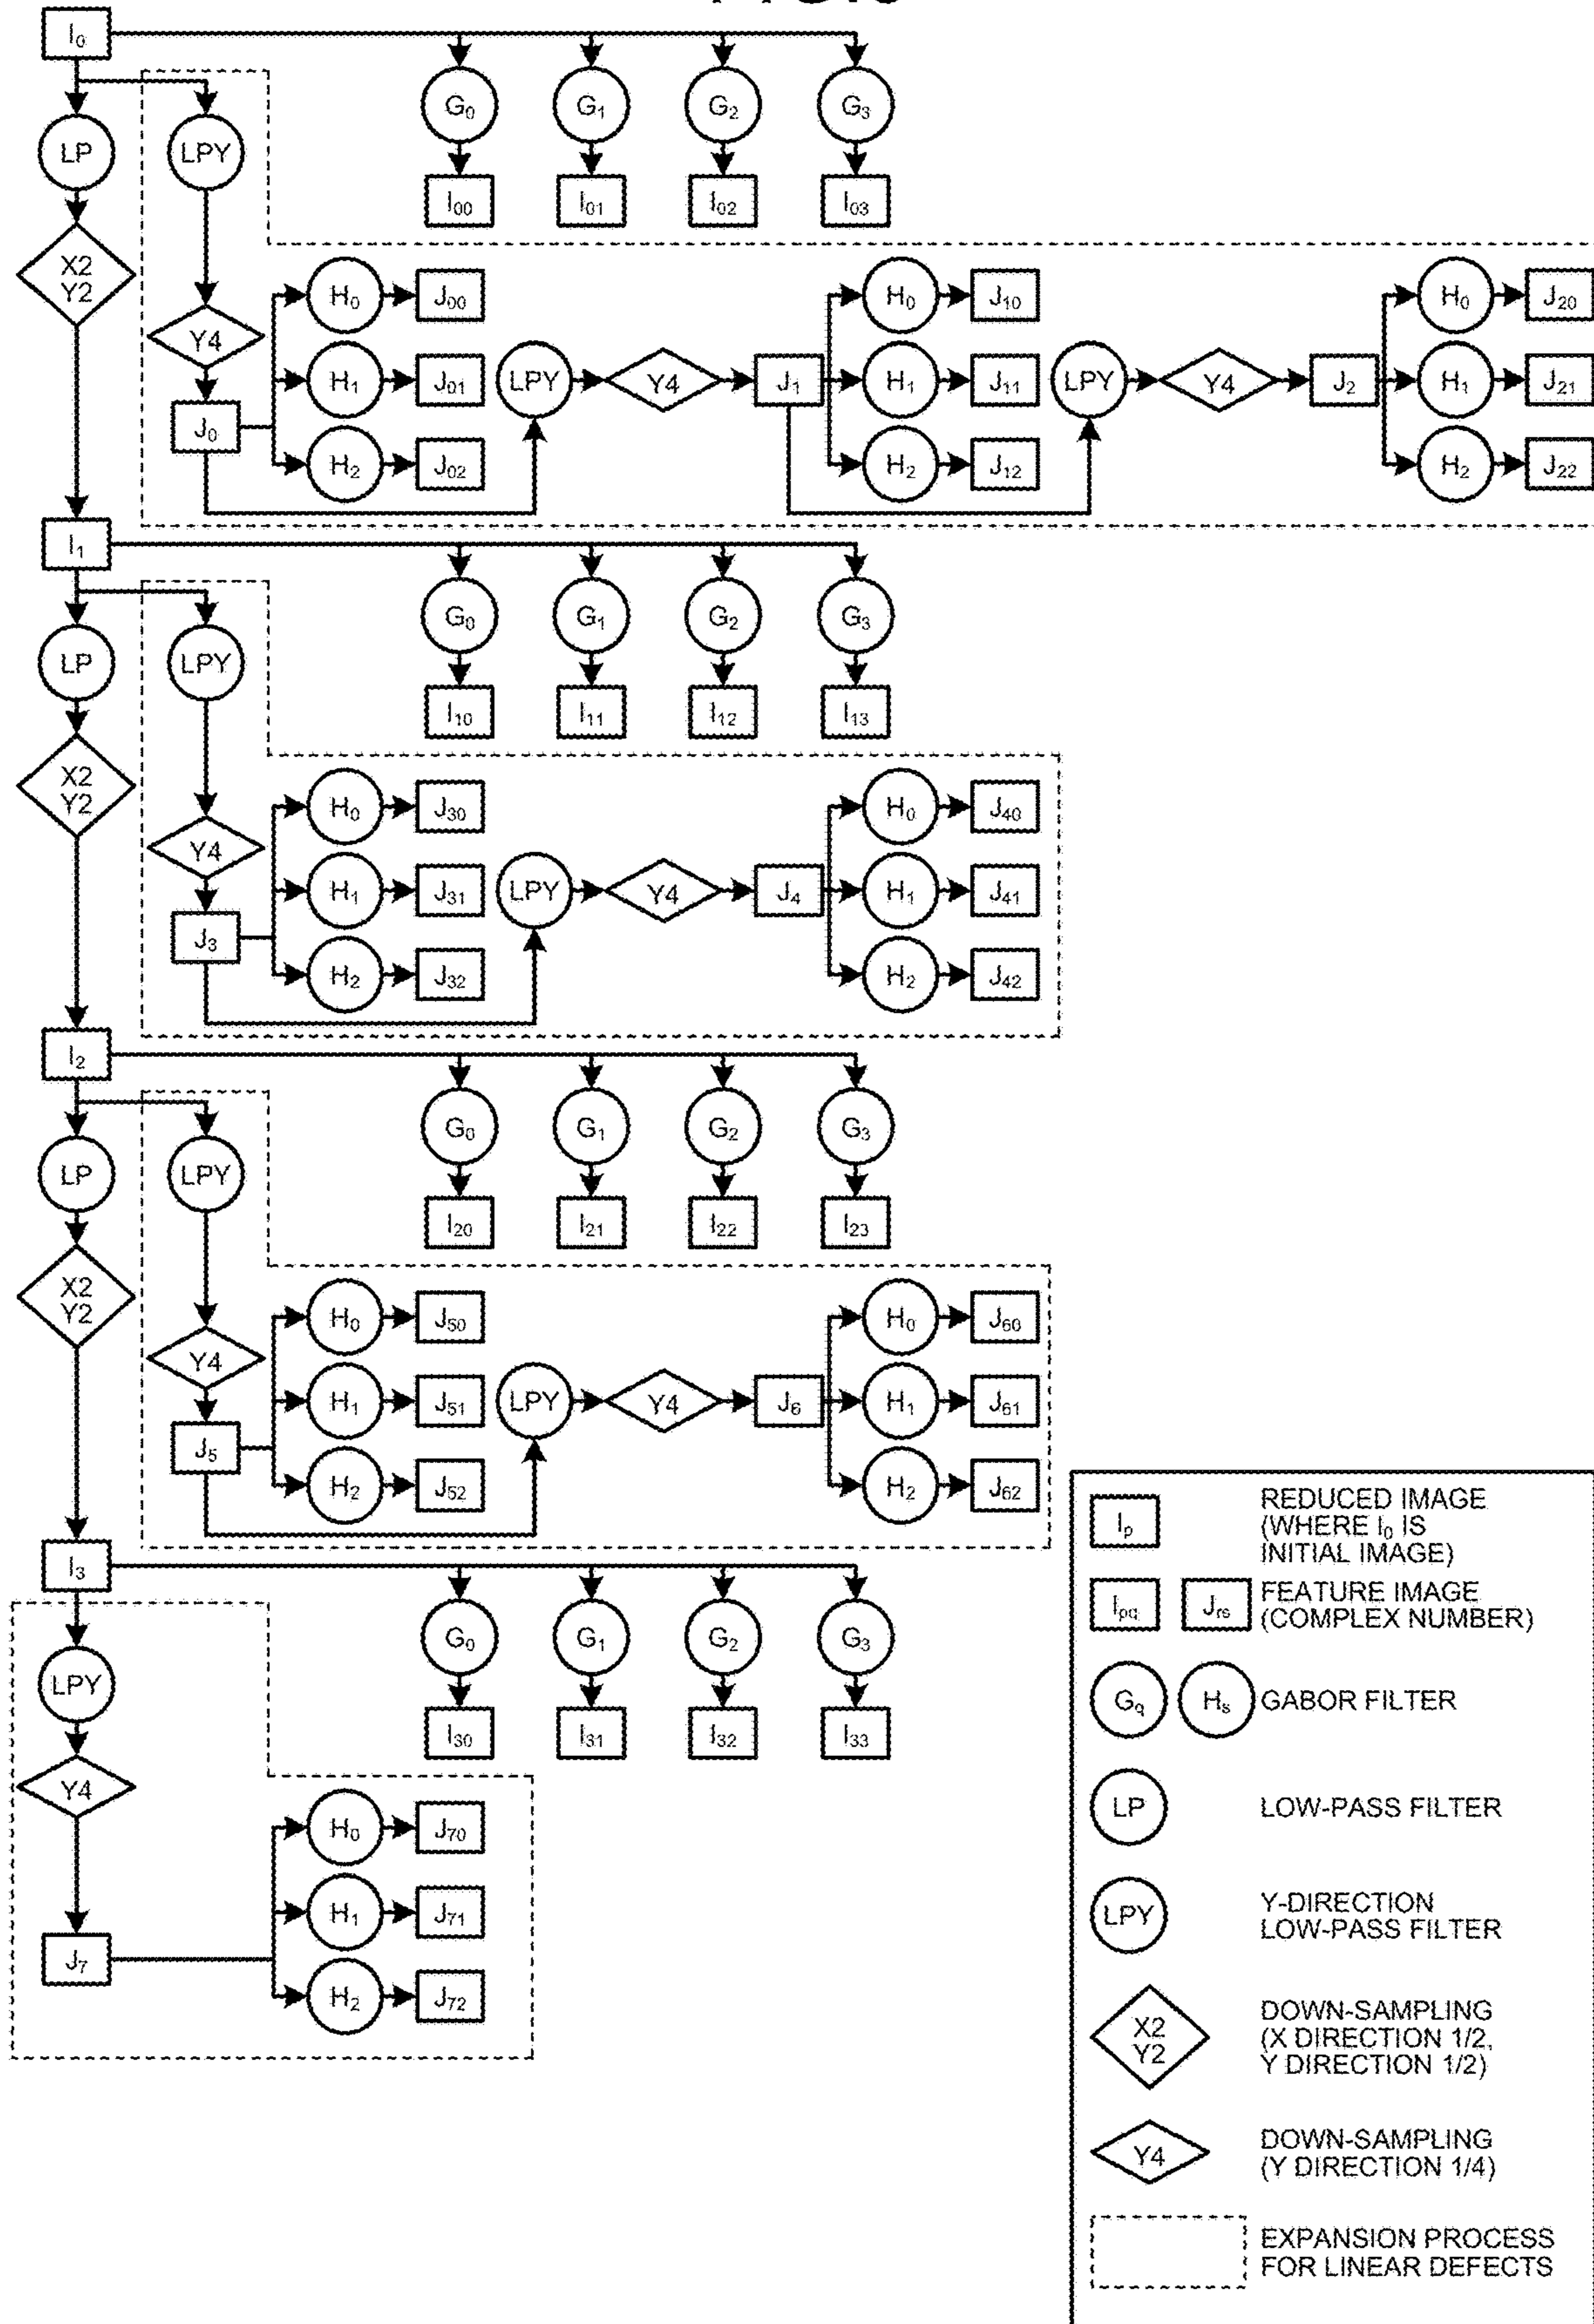 I0
G0 G1 G2 G3
LP LPY
I00 I01 I02 I03
X2
Y2
Y4
H0 J00 H0 J10 H0 J20
H1 J01 LPY Y4 J1 H1 J11 LPY Y4 J2 H1 J21
J0
H2 J02 H2 J12 H2 J22
I1
G0 G1 G2 G3
LP LPY
I10 I11 I12 I13
X2
Y2
Y4
H0 J30 H0 J40
H1 J31 LPY Y4 J4 H1 J41
J3
H2 J32 H2 J42
I2
G0 G1 G2 G3
LP LPY
I20 I21 I22 I23
X2
Y2
Y4
H0 J50 H0 J60
H1 J51 LPY Y4 J6 H1 J61
J5
H2 J52 H2 J62
I3
G0 G1 G2 G3
LPY
I30 I31 I32 I33
Y4
H0 J70
H1 J71
J7
H2 J72
Ip REDUCED IMAGE
(WHERE I0 IS
INITIAL IMAGE)
Ipq Jrs FEATURE IMAGE
(COMPLEX NUMBER)
Gq Hs GABOR FILTER
LP LOW-PASS FILTER
LPY Y-DIRECTION
LOW-PASS FILTER
X2
Y2
DOWN-SAMPLING
(X DIRECTION 1/2,
Y DIRECTION 1/2)
Y4 DOWN-SAMPLING
(Y DIRECTION 1/4)
EXPANSION PROCESS
FOR LINEAR DEFECTS